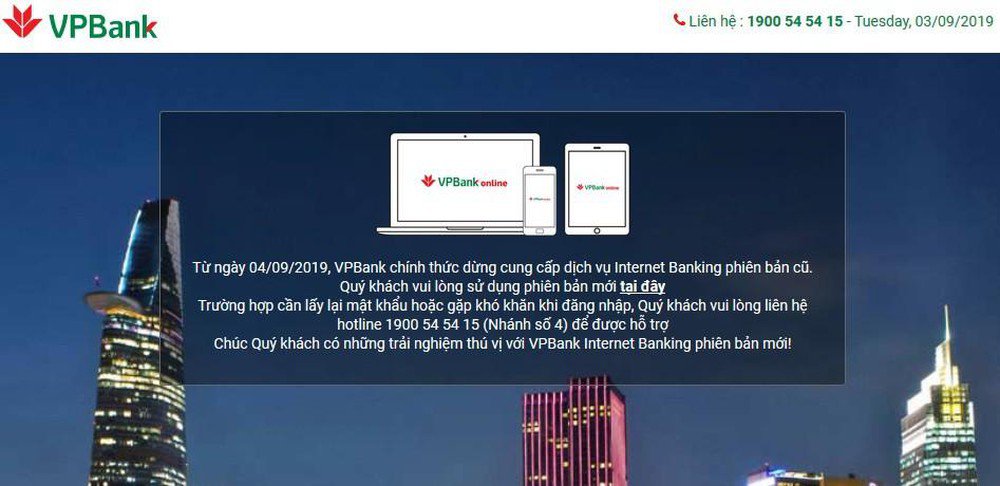 VPBank
Liên hệ : 1900 54 54 15 - Tuesday, 03/09/2019
VPBank online
VPBank online
Từ ngày 04/09/2019, VPBank chính thức dừng cung cấp dịch vụ Internet Banking phiên bản cũ.
Quý khách vui lòng sử dụng phiên bản mới tại đây
Trường hợp cần lấy lại mật khẩu hoặc gặp khó khăn khi đăng nhập, Quý khách vui lòng liên hệ
hotline 1900 54 54 15 (Nhánh số 4) để được hỗ trợ
Chúc Quý khách có những trải nghiệm thú vị với VPBank Internet Banking phiên bản mới!